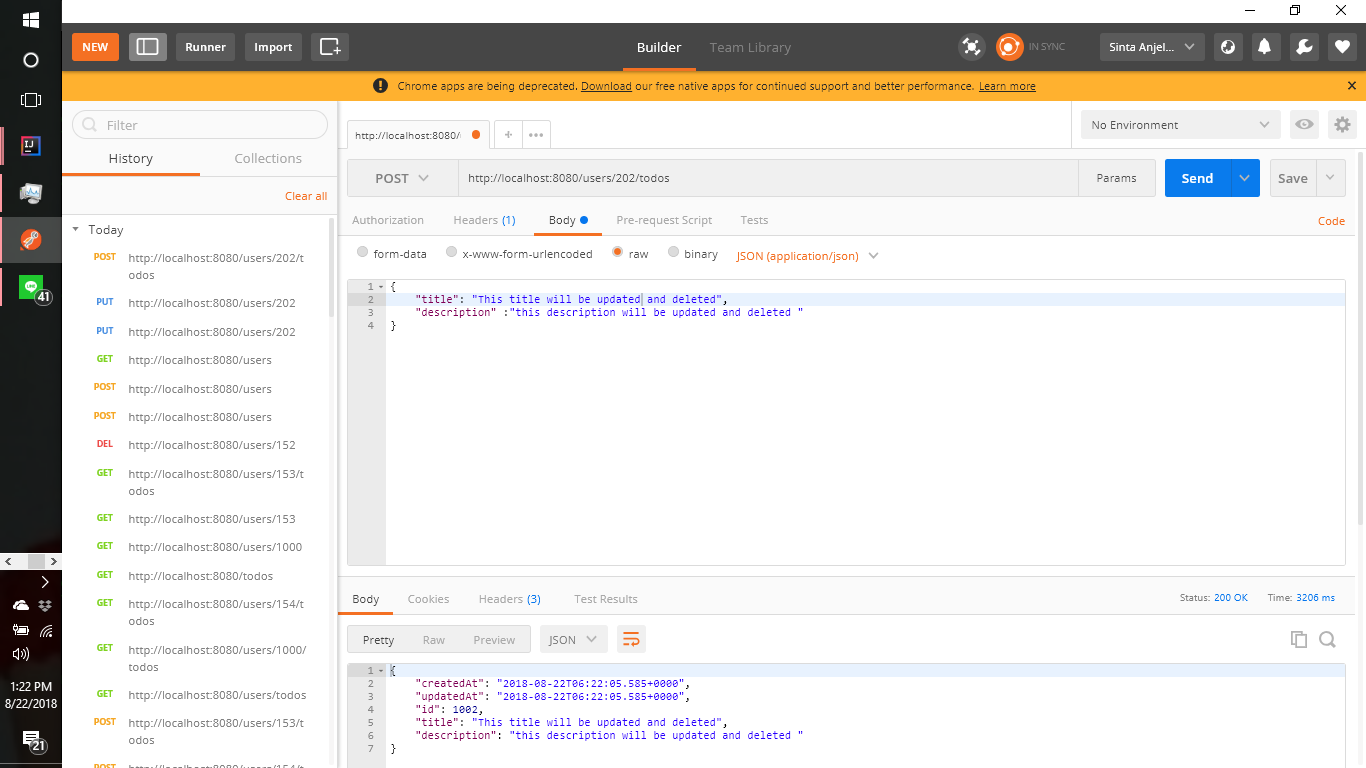 NEW
Runner
Import
Builder
Team Library
IN SYNC
Sinta Anjel...
Chrome apps are being deprecated. Download our free native apps for continued support and better performance. Learn more
Filter
History
Collections
Clear all
Today
POST http://localhost:8080/users/202/t
odos
PUT http://localhost:8080/users/202
PUT http://localhost:8080/users/202
GET http://localhost:8080/users
POST http://localhost:8080/users
POST http://localhost:8080/users
DEL http://localhost:8080/users/152
GET http://localhost:8080/users/153/t
odos
GET http://localhost:8080/users/153
GET http://localhost:8080/users/1000
GET http://localhost:8080/todos
GET http://localhost:8080/users/154/t
odos
GET http://localhost:8080/users/1000/
todos
GET http://localhost:8080/users/todos
POST http://localhost:8080/users/153/t
odos
POST http://localhost:8080/users/154/t
http://localhost:8080/
No Environment
POST
http://localhost:8080/users/202/todos
Params
Send
Save
Authorization
Headers (1)
Body
Pre-request Script
Tests
Code
form-data
x-www-form-urlencoded
raw
binary
JSON (application/json)
1 {
2 "title": "This title will be updated and deleted",
3 "description" :"this description will be updated and deleted "
4 }
Body
Cookies
Headers (3)
Test Results
Status: 200 OK
Time: 3206 ms
Pretty
Raw
Preview
JSON
1 {
2 "createdAt": "2018-08-22T06:22:05.585+0000",
3 "updatedAt": "2018-08-22T06:22:05.585+0000",
4 "id": 1002,
5 "title": "This title will be updated and deleted",
6 "description": "this description will be updated and deleted "
7 }
IJ
LINE
41
1:22 PM
8/22/2018
21